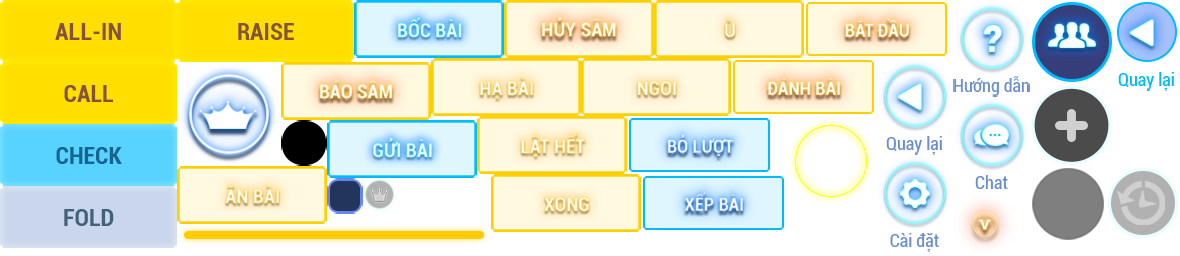 ALL-IN
RAISE
BỐC BÀI
HỦY SÂM
Ù
BẮT ĐẦU
?
Hướng dẫn
Quay lại
CALL
BÁO SÂM
HẠ BÀI
NGOI
ĐÁNH BÀI
Quay lại
CHECK
GỬI BÀI
LẬT HẾT
BỎ LƯỢT
Chat
FOLD
ĂN BÀI
XONG
XẾP BÀI
Cài đặt
V